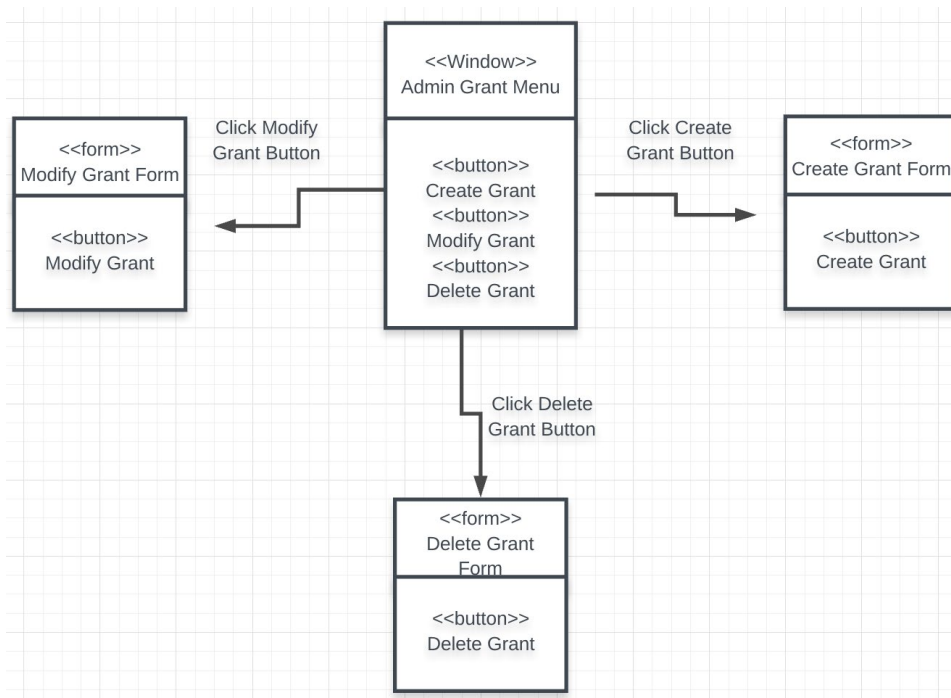 <<Window>>
Admin Grant Menu
<<button>>
Create Grant
<<button>>
Modify Grant
<<button>>
Delete Grant
Click Modify
Grant Button
<<form>>
Modify Grant Form
<<button>>
Modify Grant
Click Create
Grant Button
<<form>>
Create Grant Form
<<button>>
Create Grant
Click Delete
Grant Button
<<form>>
Delete Grant
Form
<<button>>
Delete Grant